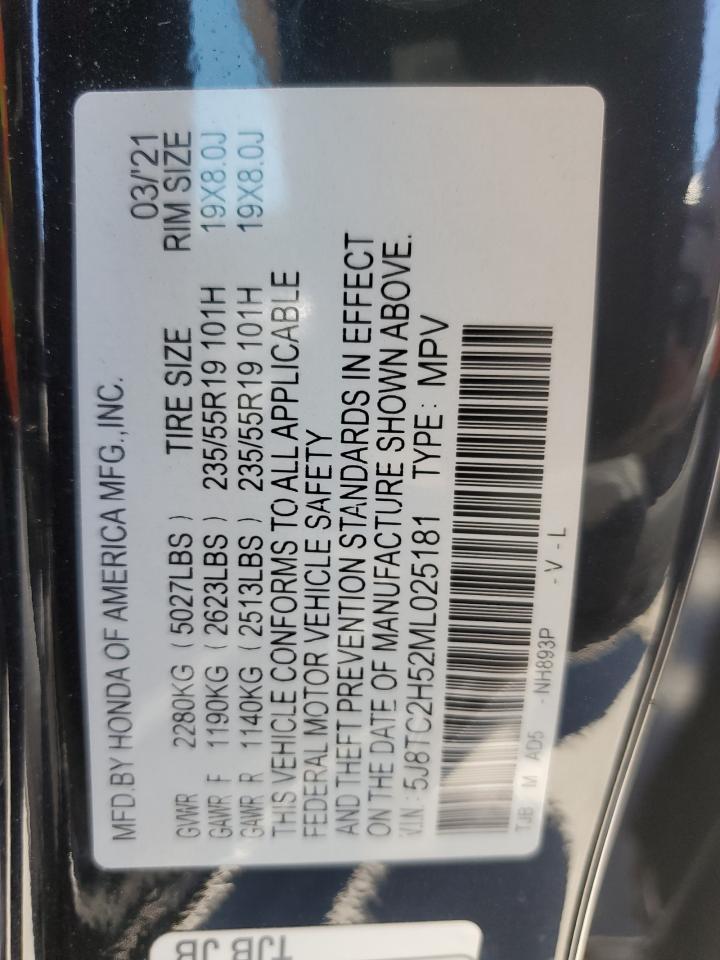 MFD.BY HONDA OF AMERICA MFG.,INC. 03/'21
GVWR 2280KG (5027LBS) TIRE SIZE RIM SIZE
GAWR F 1190KG (2623LBS) 235/55R19 101H 19X8.0J
GAWR R 1140KG (2513LBS) 235/55R19 101H 19X8.0J
THIS VEHICLE CONFORMS TO ALL APPLICABLE
FEDERAL MOTOR VEHICLE SAFETY
AND THEFT PREVENTION STANDARDS IN EFFECT
ON THE DATE OF MANUFACTURE SHOWN ABOVE.
V.I.N.: 5J8TC2H52ML025181 TYPE: MPV
TJB M AD5 -NH893P -V-L
TJB JB